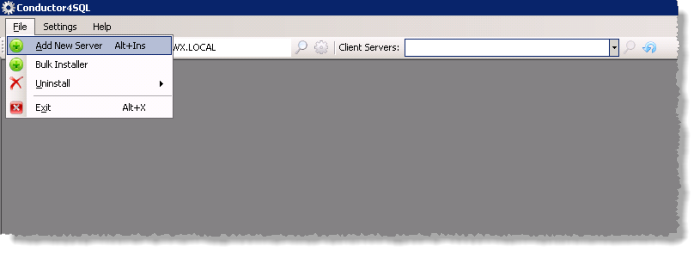 Conductor4SQL
File Settings Help
Add New Server Alt+Ins
WX.LOCAL Client Servers:
Bulk Installer
Uninstall
Exit Alt+X